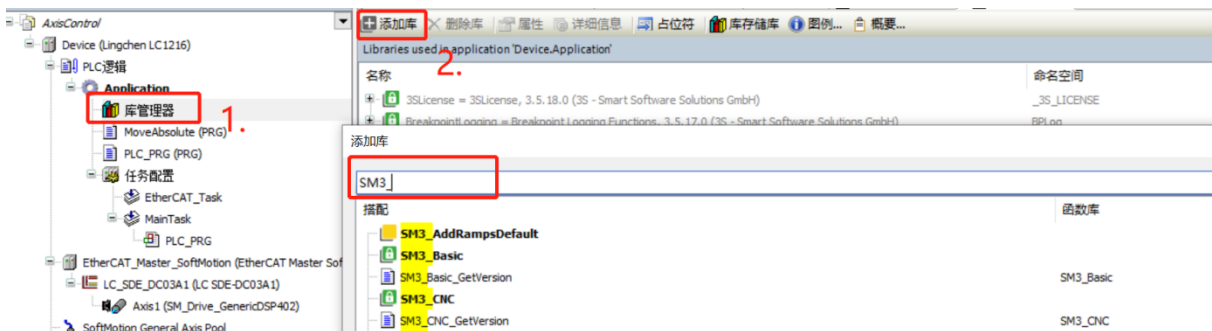 AxisControl
Device (Lingchen LC1216)
PLC逻辑
Application
库管理器
1.
MoveAbsolute (PRG)
PLC_PRG (PRG)
任务配置
EtherCAT_Task
MainTask
PLC_PRG
EtherCAT_Master_SoftMotion (EtherCAT Master Sof
LC_SDE_DC03A1 (LC SDE-DC03A1)
Axis1 (SM_Drive_GenericDSP402)
SoftMotion General Axis Pool
添加库 删除库 属性 详细信息 占位符 库存储库 图例... 概要...
Libraries used in application 'Device.Application'
2.
名称 命名空间
3SLicense = 3SLicense, 3.5.18.0 (3S - Smart Software Solutions GmbH) _3S_LICENSE
BreakpointLogging = Breakpoint Logging Functions, 3.5.17.0 (3S - Smart Software Solutions GmbH) BPLog
添加库
SM3_
搭配 函数库
SM3_AddRampsDefault
SM3_Basic
SM3_Basic_GetVersion SM3_Basic
SM3_CNC
SM3_CNC_GetVersion SM3_CNC